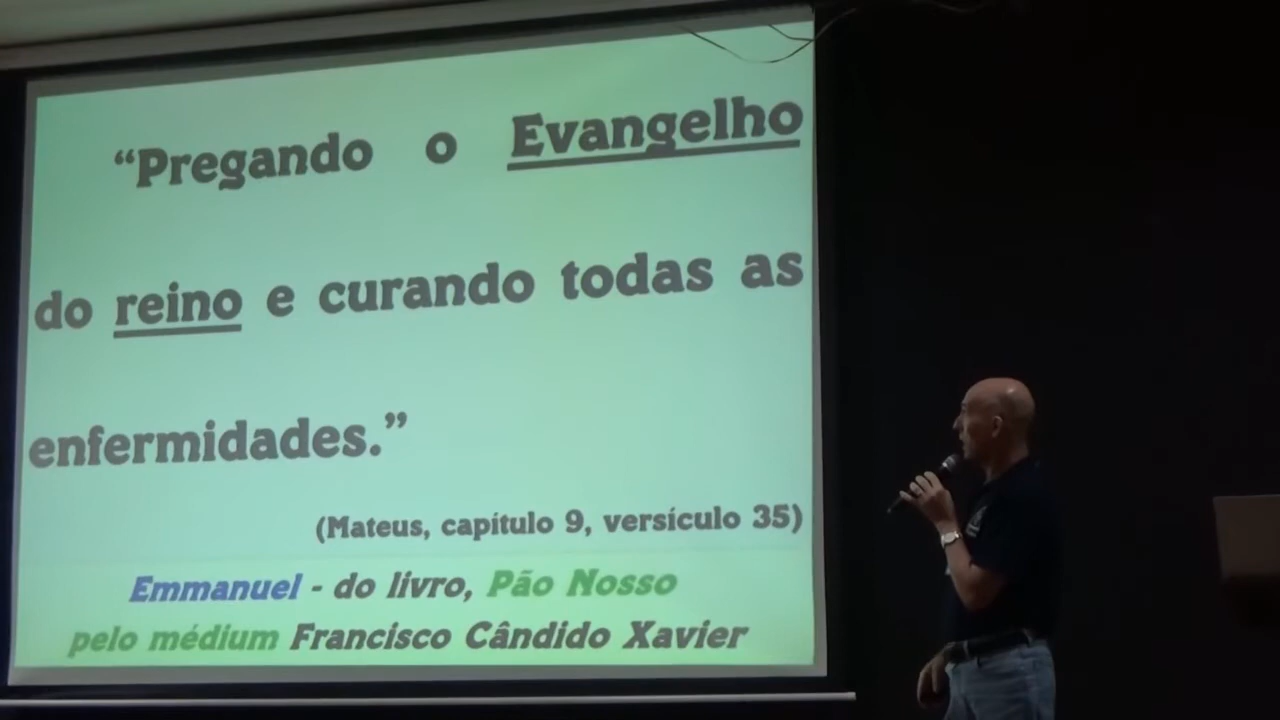 “Pregando o Evangelho
do reino e curando todas as
enfermidades.”
(Mateus, capítulo 9, versículo 35)
Emmanuel - do livro, Pão Nosso
pelo médium Francisco Cândido Xavier